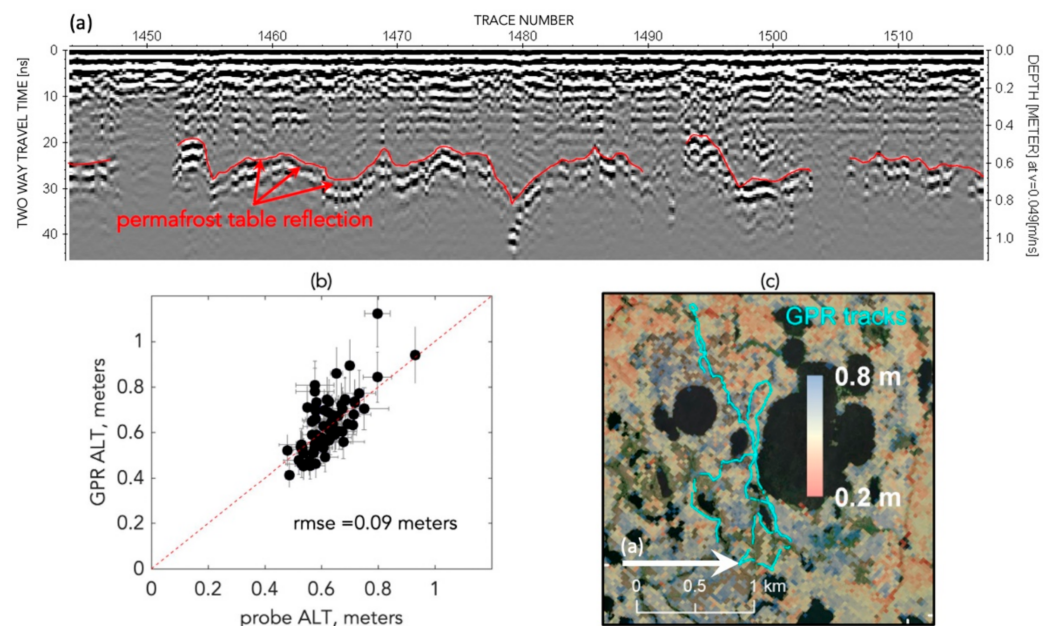 TRACE NUMBER
(a)
1450 1460 1470 1480 1490 1500 1510
TWO WAY TRAVEL TIME [ns]
0
10
20
30
40
DEPTH [METER] at v=0.049[m/ns]
0.0
0.2
0.4
0.6
0.8
1.0
permafrost table reflection
(b)
GPR ALT, meters
1
0.8
0.6
0.4
0.2
0
rmse =0.09 meters
0 0.2 0.4 0.6 0.8 1
probe ALT, meters
(c)
GPR tracks
0.8 m
0.2 m
(a)
0 0.5 1 km